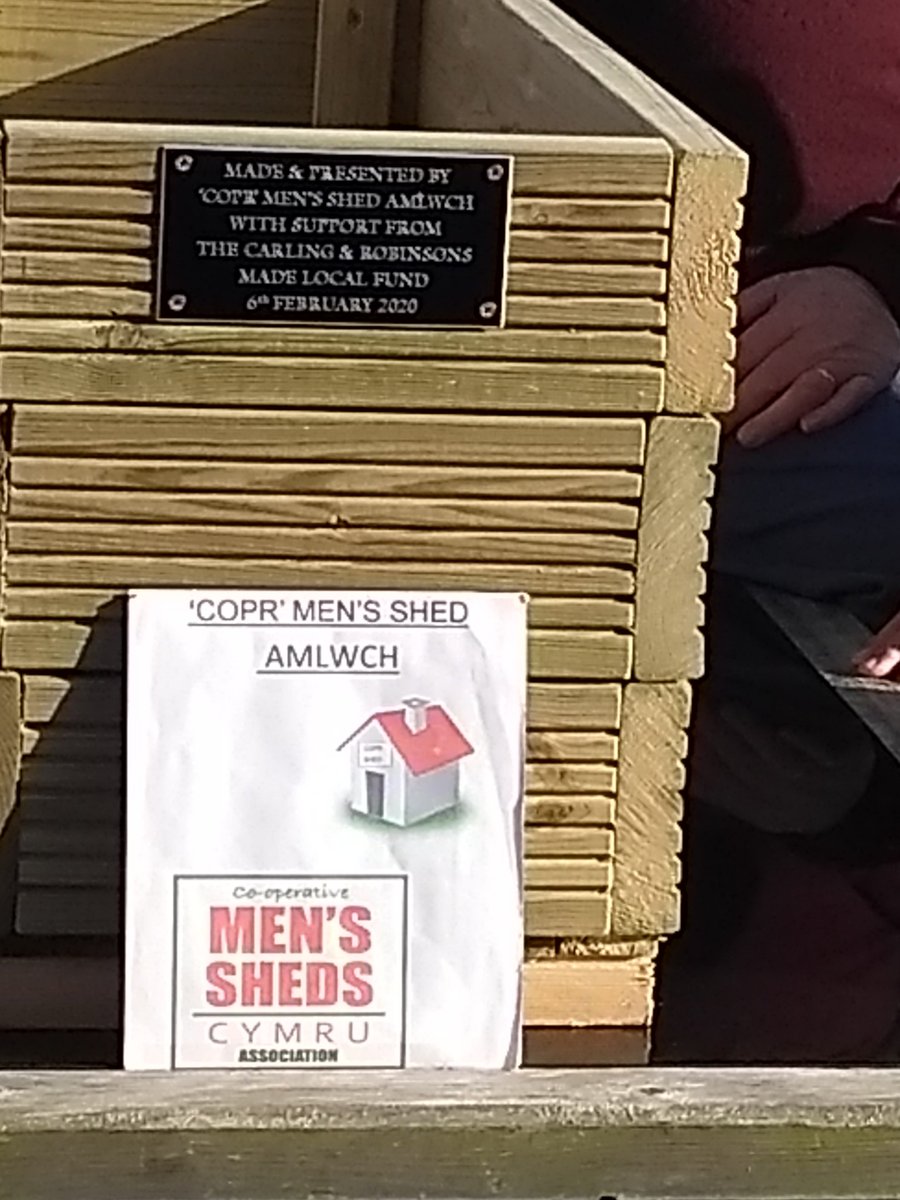 MADE & PRESENTED BY
'COPR' MEN'S SHED AMLWCH
WITH SUPPORT FROM
THE CARLING & ROBINSONS
MADE LOCAL FUND
6th FEBRUARY 2020
'COPR' MEN'S SHED
AMLWCH
Co-operative
MEN'S
SHEDS
CYMRU
ASSOCIATION